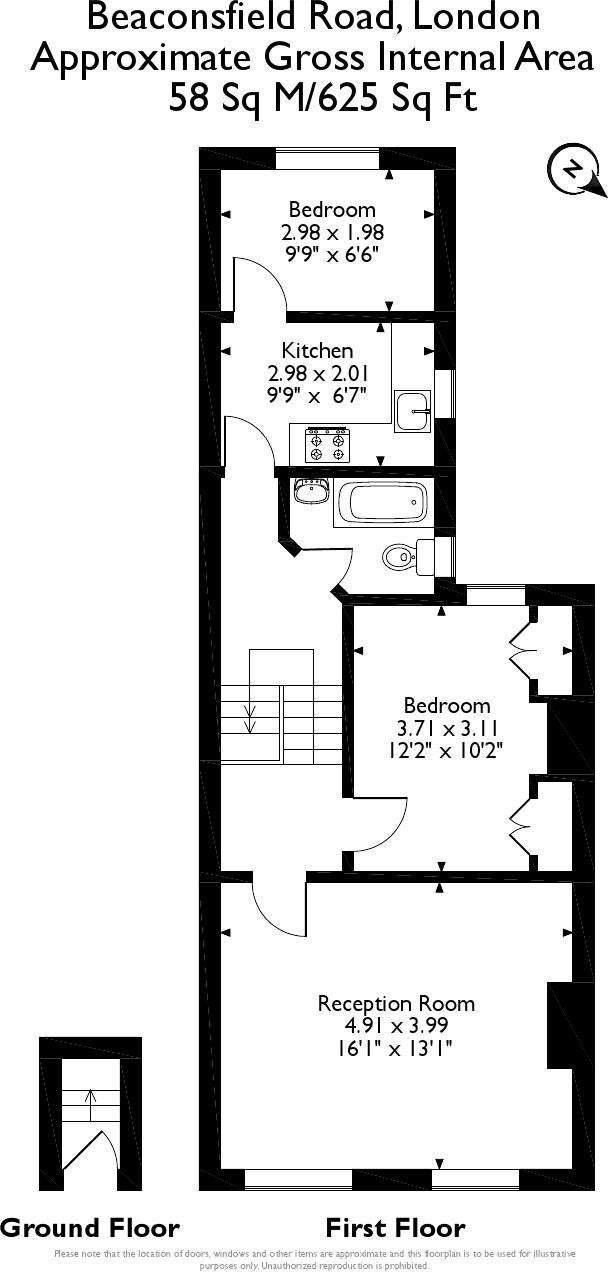 Beaconsfield Road, London
Approximate Gross Internal Area
58 Sq M/625 Sq Ft
N
Bedroom
2.98 x 1.98
9'9" x 6'6"
Kitchen
2.98 x 2.01
9'9" x 6'7"
Bedroom
3.71 x 3.11
12'2" x 10'2"
Reception Room
4.91 x 3.99
16'1" x 13'1"
Ground Floor
First Floor
Please note that the location of doors, windows and other items are approximate and this floorplan is to be used for illustrative
purposes only. Unauthorized reproduction is prohibited.